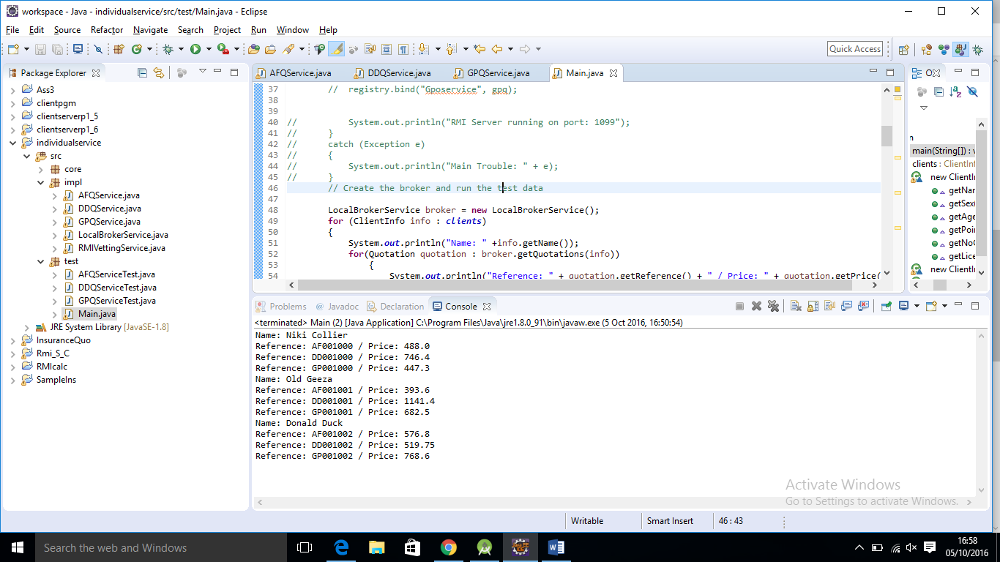 workspace - Java - individualservice/src/test/Main.java - Eclipse
File Edit Source Refactor Navigate Search Project Run Window Help
Quick Access
Package Explorer
Ass3
clientpgm
clientserverp1_5
clientserverp1_6
individualservice
src
core
impl
AFQService.java
DDQService.java
GPQService.java
LocalBrokerService.java
RMIVettingService.java
test
AFQServiceTest.java
DDQServiceTest.java
GPQServiceTest.java
Main.java
JRE System Library [JavaSE-1.8]
InsuranceQuo
Rmi_S_C
RMIcalc
SampleIns
AFQService.java DDQService.java GPQService.java Main.java
37 // registry.bind("Gposervice", gpq);
38
39
40 // System.out.println("RMI Server running on port: 1099");
41 // }
42 // catch (Exception e)
43 // {
44 // System.out.println("Main Trouble: " + e);
45 // }
46 // Create the broker and run the test data
47
48 LocalBrokerService broker = new LocalBrokerService();
49 for (ClientInfo info : clients)
50 {
51 System.out.println("Name: " +info.getName());
52 for(Quotation quotation : broker.getQuotations(info))
53 {
54 System.out.println("Reference: " + quotation.getReference() + " / Price: " + quotation.getPrice(
O
n
main(String[]) : v
clients : ClientInf
new ClientIn
getNar
getSex(
getAge
getPoi
getNoC
getLice
new ClientIn
Problems @ Javadoc Declaration Console
<terminated> Main (2) [Java Application] C:\Program Files\Java\jre1.8.0_91\bin\javaw.exe (5 Oct 2016, 16:50:54)
Name: Niki Collier
Reference: AF001000 / Price: 488.0
Reference: DD001000 / Price: 746.4
Reference: GP001000 / Price: 447.3
Name: Old Geeza
Reference: AF001001 / Price: 393.6
Reference: DD001001 / Price: 1141.4
Reference: GP001001 / Price: 682.5
Name: Donald Duck
Reference: AF001002 / Price: 576.8
Reference: DD001002 / Price: 519.75
Reference: GP001002 / Price: 768.6
Activate Windows
Go to Settings to activate Windows.
Writable Smart Insert 46 : 43
Search the web and Windows
16:58
05/10/2016